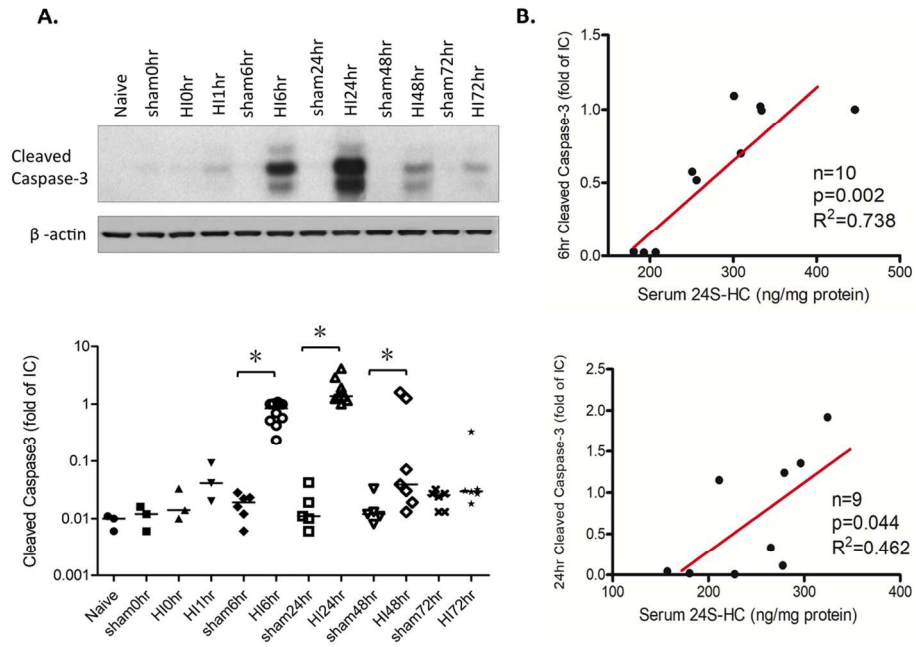 A.
Naive
sham0hr
HI0hr
HI1hr
sham6hr
HI6hr
sham24hr
HI24hr
sham48hr
HI48hr
sham72hr
HI72hr
Cleaved
Caspase-3
β -actin
Cleaved Caspase3 (fold of IC)
10
1
0.1
0.01
0.001
*
*
*
Naive
sham0hr
HI0hr
HI1hr
sham6hr
HI6hr
sham24hr
HI24hr
sham48hr
HI48hr
sham72hr
HI72hr
B.
6hr Cleaved Caspase-3 (fold of IC)
1.5
1.0
0.5
0.0
n=10
p=0.002
R²=0.738
200 300 400 500
Serum 24S-HC (ng/mg protein)
24hr Cleaved Caspase-3 (fold of IC)
2.5
2.0
1.5
1.0
0.5
0.0
n=9
p=0.044
R²=0.462
100 200 300 400
Serum 24S-HC (ng/mg protein)